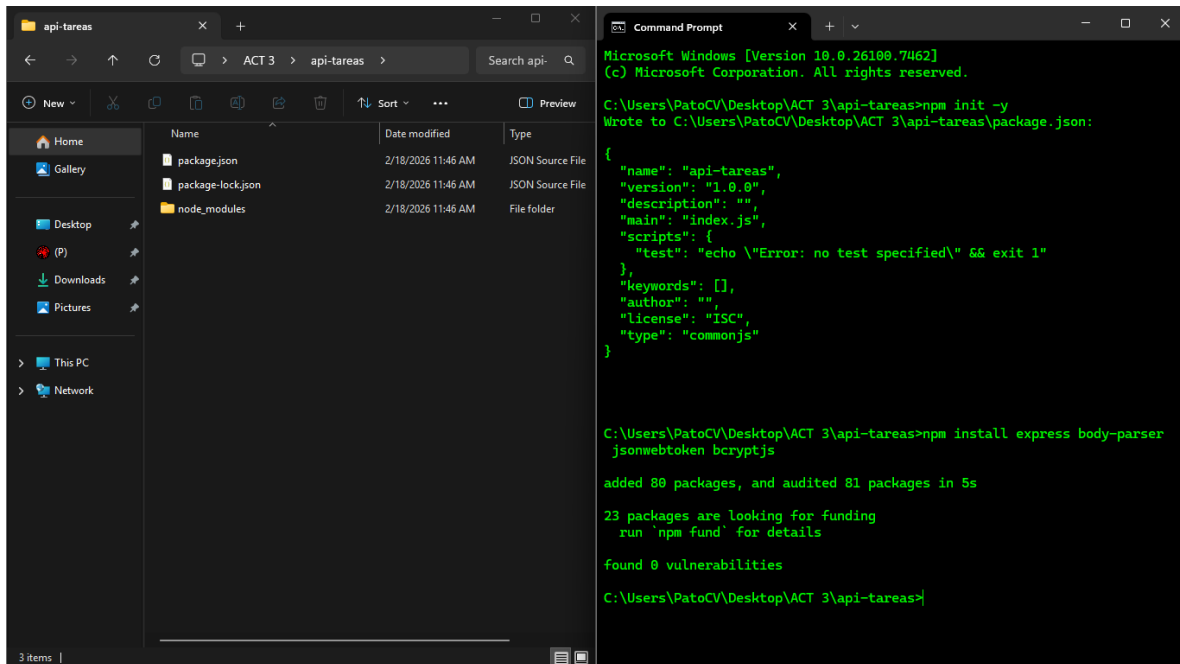 api-tareas
ACT 3 > api-tareas >
Search api-
New
Sort
Preview
Home
Gallery
Desktop
(P)
Downloads
Pictures
This PC
Network
Name Date modified Type
package.json 2/18/2026 11:46 AM JSON Source File
package-lock.json 2/18/2026 11:46 AM JSON Source File
node_modules 2/18/2026 11:46 AM File folder
3 items
Command Prompt
Microsoft Windows [Version 10.0.26100.7462]
(c) Microsoft Corporation. All rights reserved.
C:\Users\PatoCV\Desktop\ACT 3\api-tareas>npm init -y
Wrote to C:\Users\PatoCV\Desktop\ACT 3\api-tareas\package.json:
{
"name": "api-tareas",
"version": "1.0.0",
"description": "",
"main": "index.js",
"scripts": {
"test": "echo \"Error: no test specified\" && exit 1"
},
"keywords": [],
"author": "",
"license": "ISC",
"type": "commonjs"
}
C:\Users\PatoCV\Desktop\ACT 3\api-tareas>npm install express body-parser
jsonwebtoken bcryptjs
added 80 packages, and audited 81 packages in 5s
23 packages are looking for funding
run `npm fund` for details
found 0 vulnerabilities
C:\Users\PatoCV\Desktop\ACT 3\api-tareas>